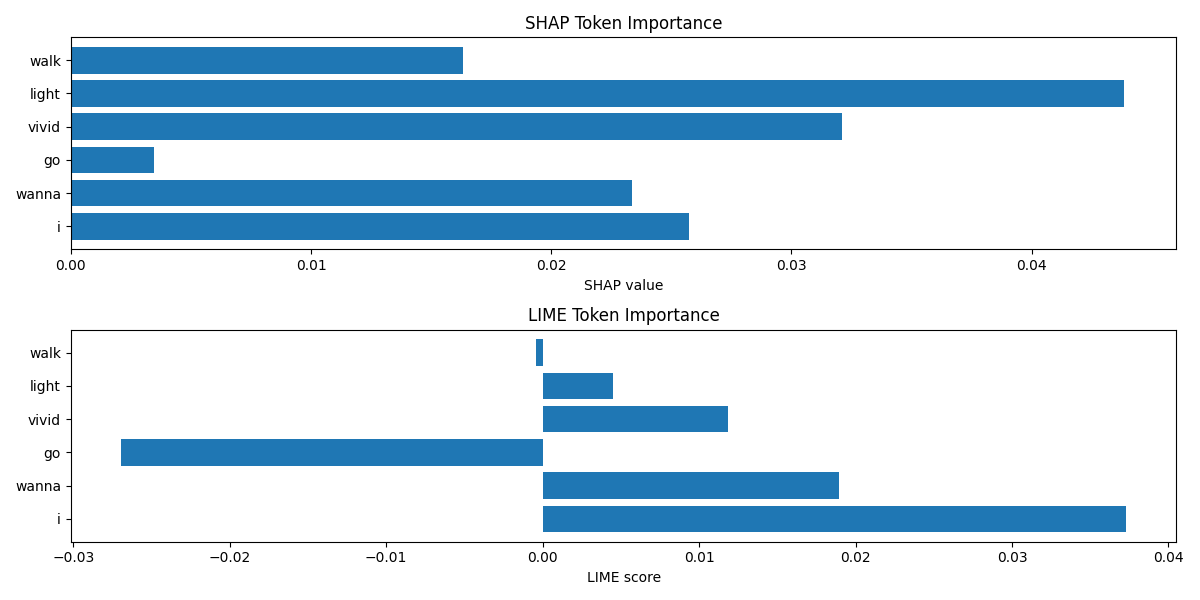 SHAP Token Importance
walk
light
vivid
go
wanna
i
0.00 0.01 0.02 0.03 0.04
SHAP value
LIME Token Importance
walk
light
vivid
go
wanna
i
−0.03 −0.02 −0.01 0.00 0.01 0.02 0.03 0.04
LIME score